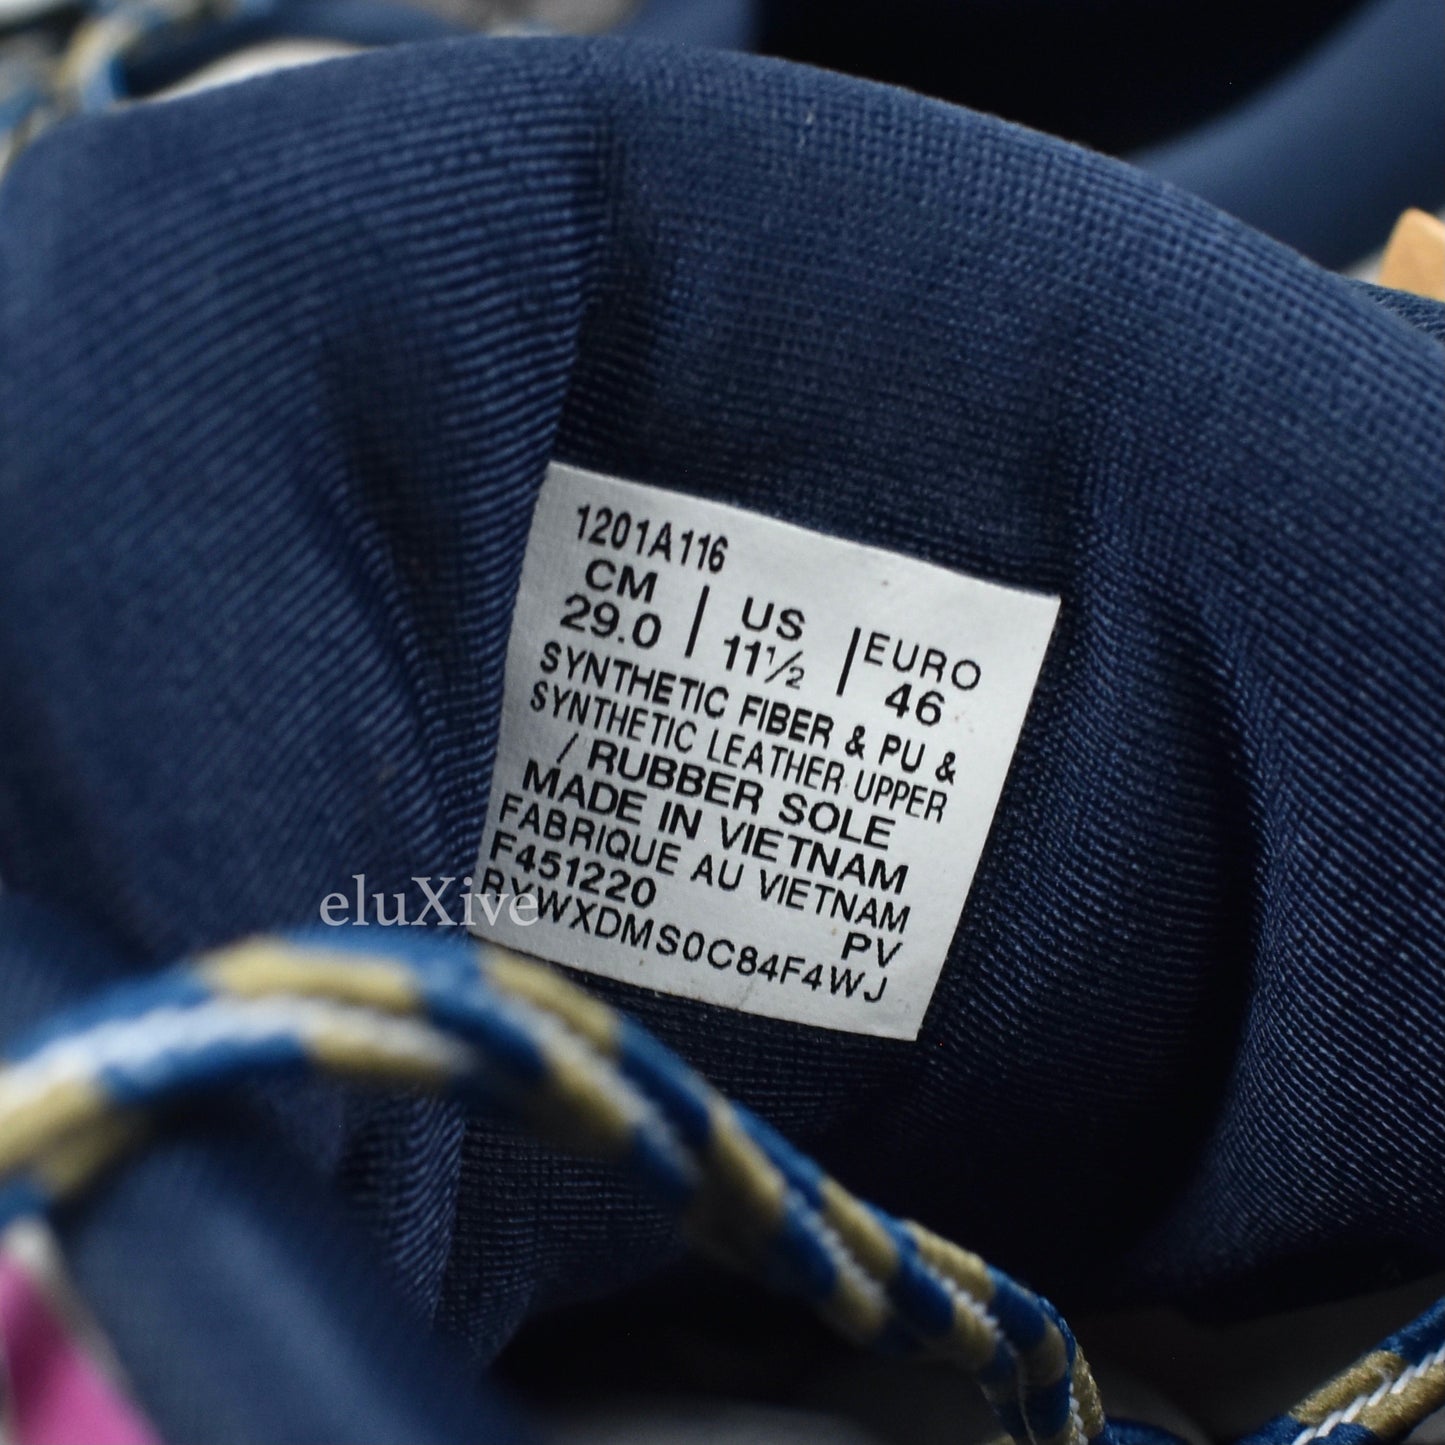 1201A116
CM | US | EURO
29.0 | 11½ | 46
SYNTHETIC FIBER & PU &
SYNTHETIC LEATHER UPPER
/ RUBBER SOLE
MADE IN VIETNAM
FABRIQUE AU VIETNAM
F451220 PV
RYWXDMS0C84F4WJ
eluXive